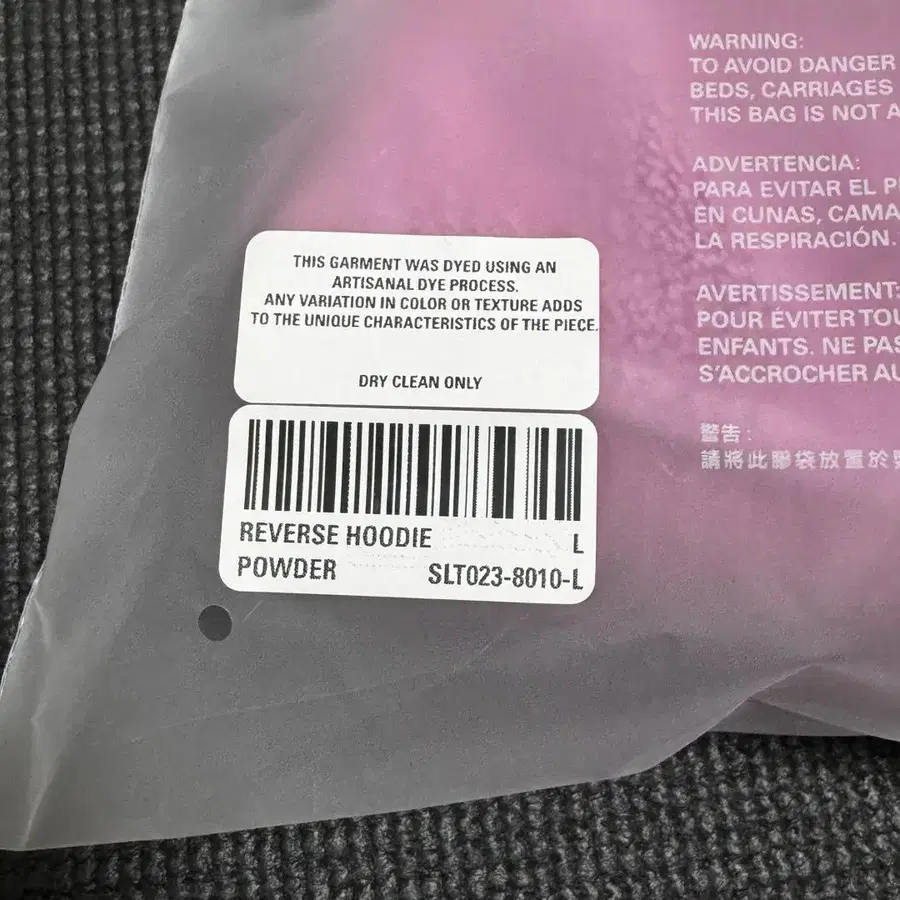 WARNING:
TO AVOID DANGER
BEDS, CARRIAGES
THIS BAG IS NOT A
ADVERTENCIA:
PARA EVITAR EL P
EN CUNAS, CAMA
LA RESPIRACIÓN.
AVERTISSEMENT:
POUR ÉVITER TOU
ENFANTS. NE PAS
S'ACCROCHER AU
警告:
請將此膠袋放置於
THIS GARMENT WAS DYED USING AN
ARTISANAL DYE PROCESS.
ANY VARIATION IN COLOR OR TEXTURE ADDS
TO THE UNIQUE CHARACTERISTICS OF THE PIECE.
DRY CLEAN ONLY
REVERSE HOODIE L
POWDER SLT023-8010-L